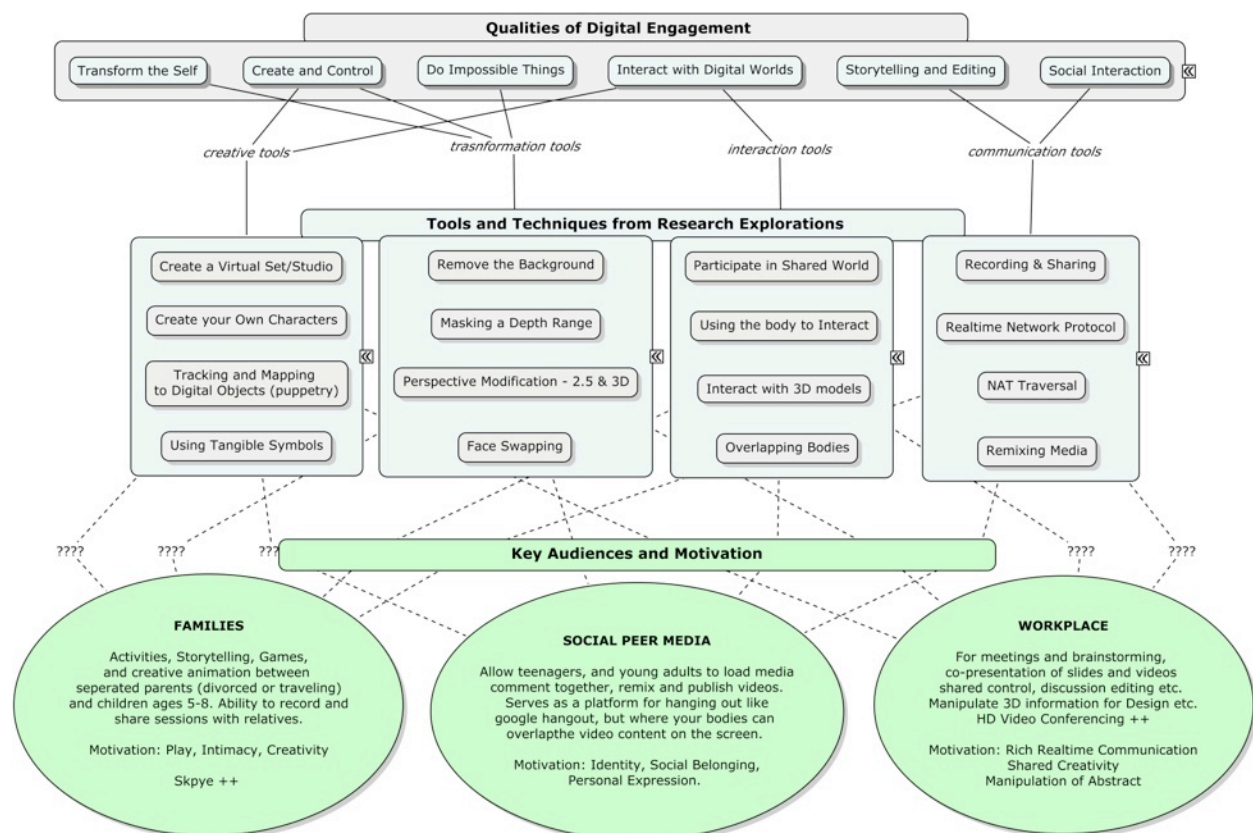 Qualities of Digital Engagement
Transform the Self
Create and Control
Do Impossible Things
Interact with Digital Worlds
Storytelling and Editing
Social Interaction
creative tools
trasnformation tools
interaction tools
communication tools
Tools and Techniques from Research Explorations
Create a Virtual Set/Studio
Create your Own Characters
Tracking and Mapping
to Digital Objects (puppetry)
Using Tangible Symbols
Remove the Background
Masking a Depth Range
Perspective Modification - 2.5 & 3D
Face Swapping
Participate in Shared World
Using the body to Interact
Interact with 3D models
Overlapping Bodies
Recording & Sharing
Realtime Network Protocol
NAT Traversal
Remixing Media
????
????
???
????
????
Key Audiences and Motivation
FAMILIES
Activities, Storytelling, Games,
and creative animation between
seperated parents (divorced or traveling)
and children ages 5-8. Ability to record and
share sessions with relatives.
Motivation: Play, Intimacy, Creativity
Skpye ++
SOCIAL PEER MEDIA
Allow teenagers, and young adults to load media
comment together, remix and publish videos.
Serves as a platform for hanging out like
google hangout, but where your bodies can
overlapthe video content on the screen.
Motivation: Identity, Social Belonging,
Personal Expression.
WORKPLACE
For meetings and brainstorming,
co-presentation of slides and videos
shared control, discussion editing etc.
Manipulate 3D information for Design etc.
HD Video Conferencing ++
Motivation: Rich Realtime Communication
Shared Creativity
Manipulation of Abstract